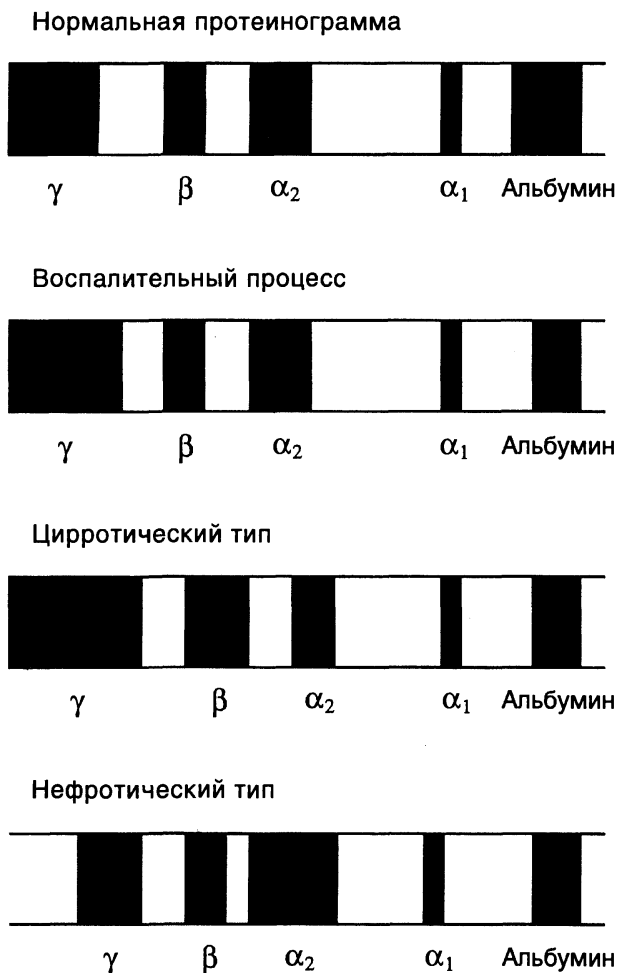 Нормальная протеинограмма
γ β α₂ α₁ Альбумин
Воспалительный процесс
γ β α₂ α₁ Альбумин
Цирротический тип
γ β α₂ α₁ Альбумин
Нефротический тип
γ β α₂ α₁ Альбумин